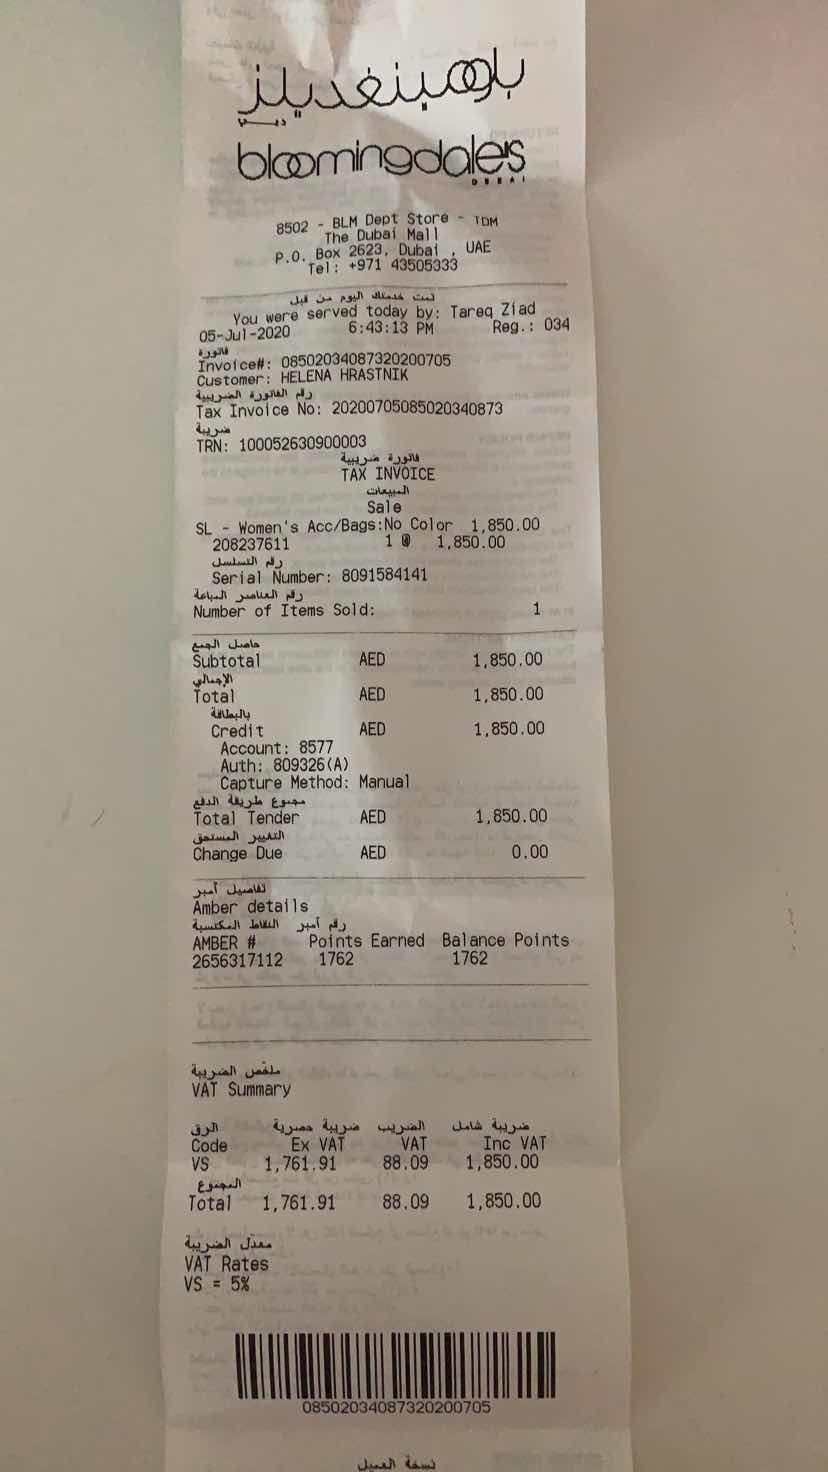 بلومينغديلز
دبي
bloomingdale's
DUBAI
8502 - BLM Dept Store - TDM
The Dubai Mall
P.O. Box 2623, Dubai , UAE
Tel: +971 43505333
تمت خدمتك اليوم من قبل
You were served today by: Tareq Ziad
05-Jul-2020 6:43:13 PM Reg.: 034
فاتورة
Invoice#: 08502034087320200705
Customer: HELENA HRASTNIK
رقم الفاتورة الضريبية
Tax Invoice No: 20200705085020340873
ضريبة
TRN: 100052630900003
فاتورة ضريبية
TAX INVOICE
المبيعات
Sale
SL - Women's Acc/Bags:No Color 1,850.00
208237611 1 @ 1,850.00
رقم التسلسل
Serial Number: 8091584141
رقم العناصر المباعة
Number of Items Sold: 1
حاصل الجمع
Subtotal AED 1,850.00
الإجمالي
Total AED 1,850.00
بالبطاقة
Credit AED 1,850.00
Account: 8577
Auth: 809326(A)
Capture Method: Manual
مجموع طريقة الدفع
Total Tender AED 1,850.00
التغيير المستحق
Change Due AED 0.00
تفاصيل أمبر
Amber details
رقم أمبر النقاط المكتسبة
AMBER # Points Earned Balance Points
2656317112 1762 1762
ملخص الضريبة
VAT Summary
الرق ضريبة حصرية الضريب ضريبة شامل
Code Ex VAT VAT Inc VAT
VS 1,761.91 88.09 1,850.00
المجموع
Total 1,761.91 88.09 1,850.00
معدل الضريبة
VAT Rates
VS = 5%
08502034087320200705
نسخة العميل